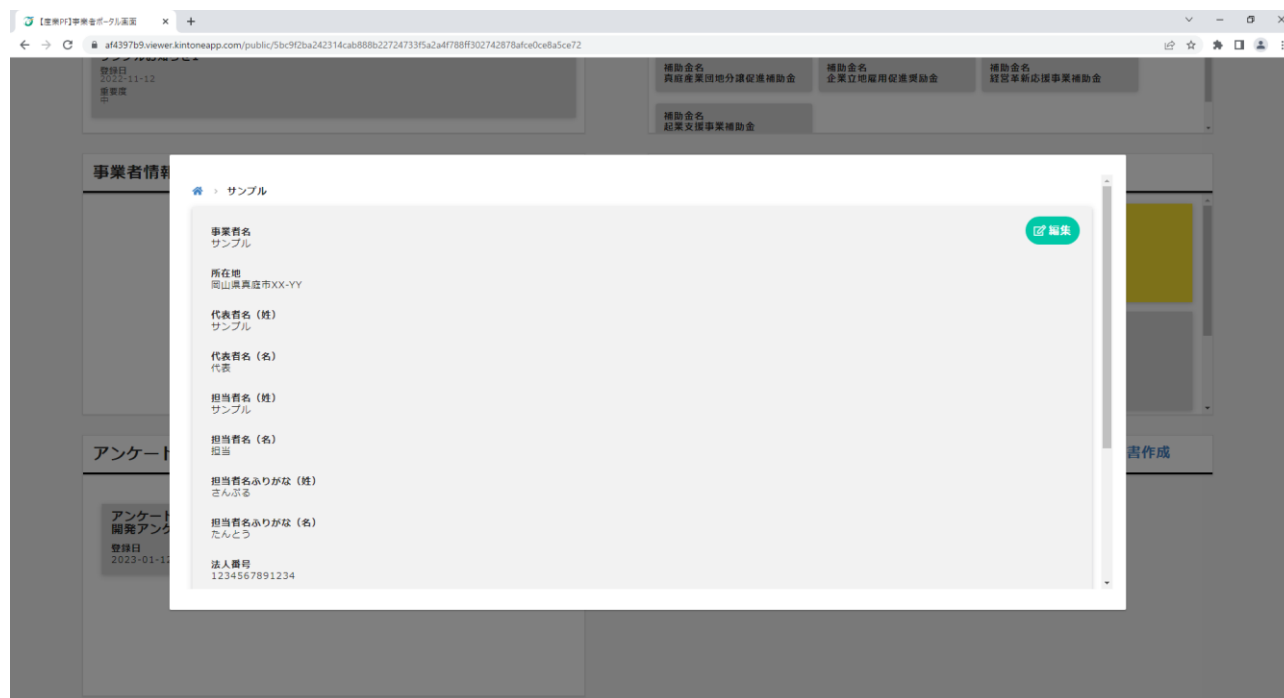 【産業PF】事業者ポータル画面
af4397b9.viewer.kintoneapp.com/public/5bc9f2ba242314cab888b22724733f5a2a4f788ff302742878afce0ce8a5ce72
登録日
2022-11-12
重要度
中
補助金名
真庭産業団地分譲促進補助金
補助金名
企業立地雇用促進奨励金
補助金名
経営革新応援事業補助金
補助金名
起業支援事業補助金
事業者情報
サンプル
編集
事業者名
サンプル
所在地
岡山県真庭市XX-YY
代表者名（姓）
サンプル
代表者名（名）
代表
担当者名（姓）
サンプル
担当者名（名）
担当
担当者名ふりがな（姓）
さんぷる
担当者名ふりがな（名）
たんとう
法人番号
1234567891234
アンケート
書作成
アンケート
開発アンケ
登録日
2023-01-12